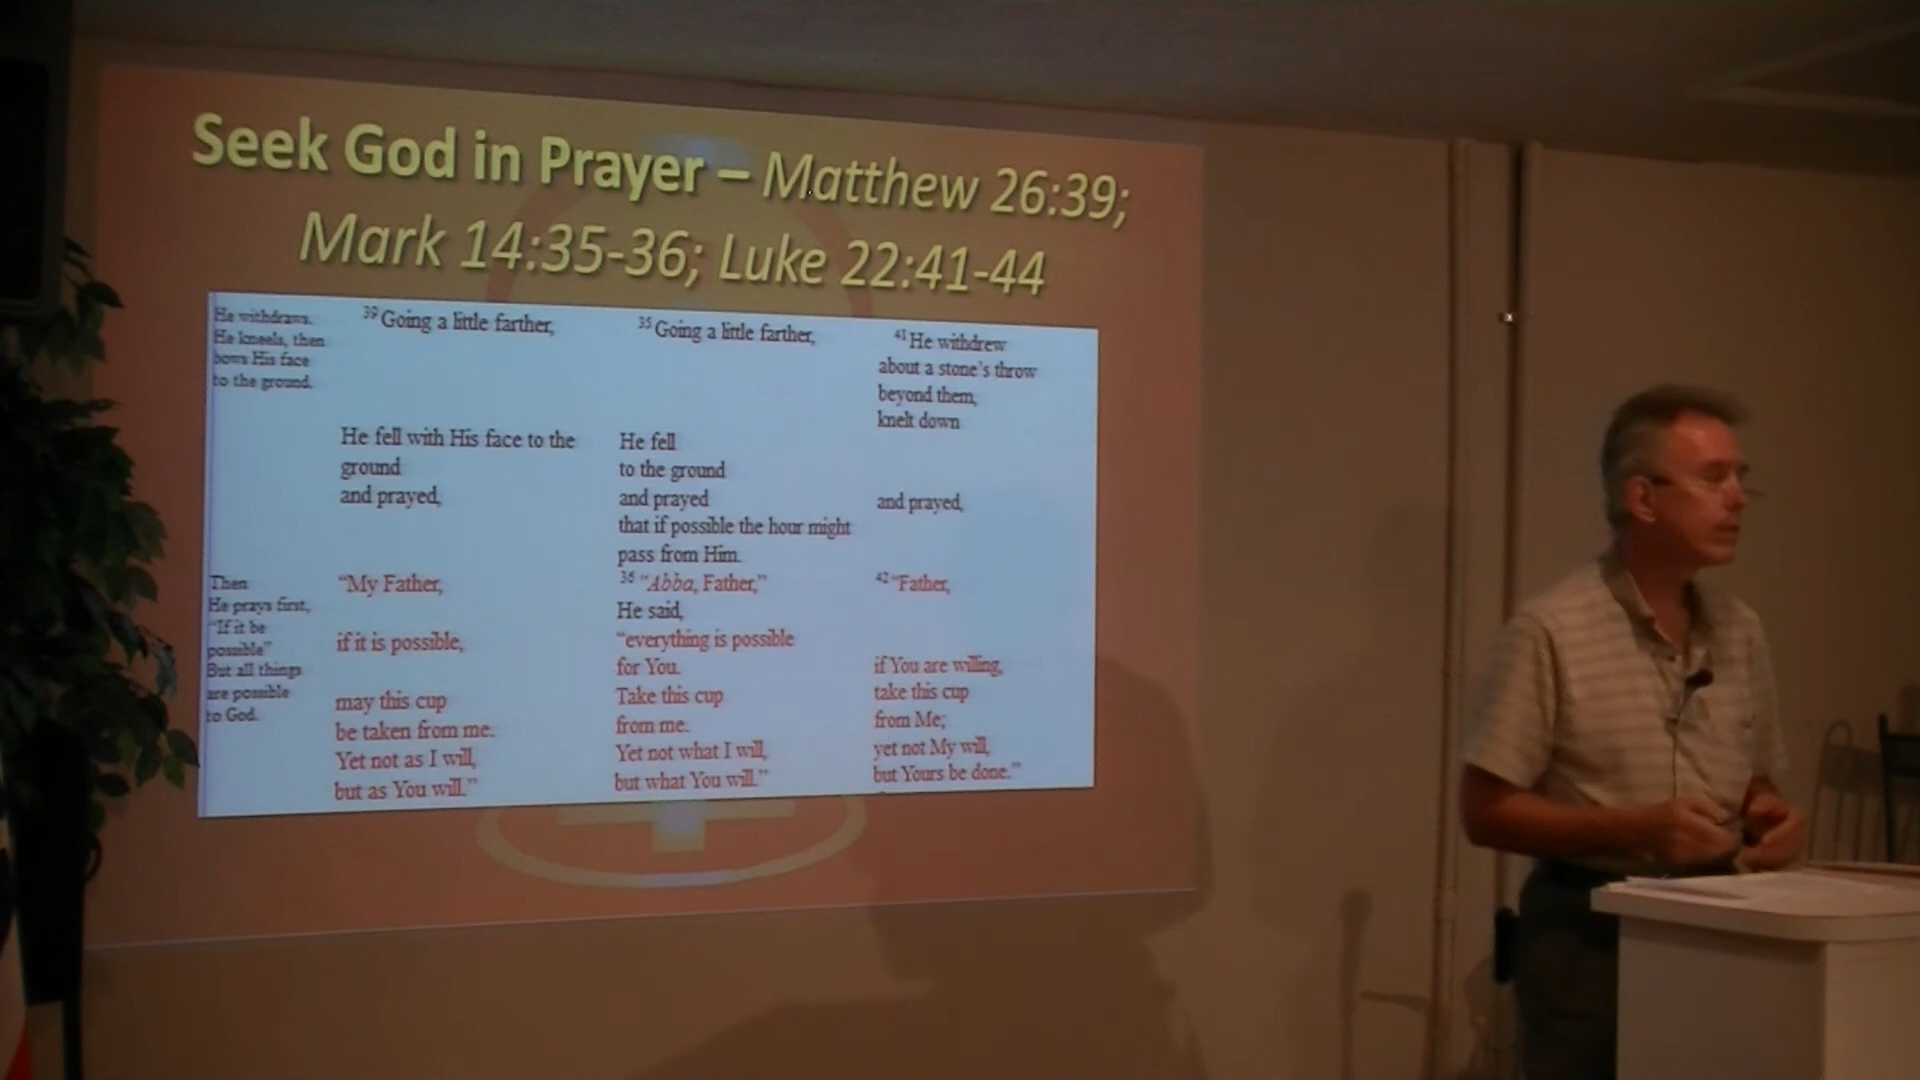 Seek God in Prayer – Matthew 26:39;
Mark 14:35-36; Luke 22:41-44
He withdraws.
He kneels, then
bows His face
to the ground.
Then
He prays first,
"If it be
possible"
But all things
are possible
to God.
39 Going a little farther,
He fell with His face to the
ground
and prayed,
“My Father,
if it is possible,
may this cup
be taken from me.
Yet not as I will,
but as You will.”
35 Going a little farther,
He fell
to the ground
and prayed
that if possible the hour might
pass from Him.
36 “Abba, Father,”
He said,
“everything is possible
for You.
Take this cup
from me.
Yet not what I will,
but what You will.”
41 He withdrew
about a stone’s throw
beyond them,
knelt down
and prayed,
42 “Father,
if You are willing,
take this cup
from Me;
yet not My will,
but Yours be done.”